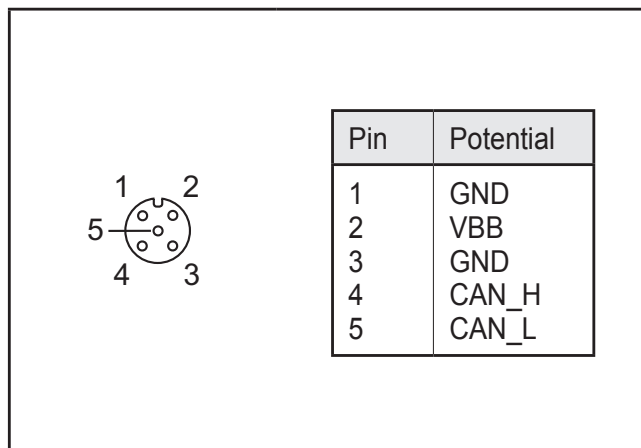 1 2
5
4 3
Pin Potential
1 GND
2 VBB
3 GND
4 CAN_H
5 CAN_L